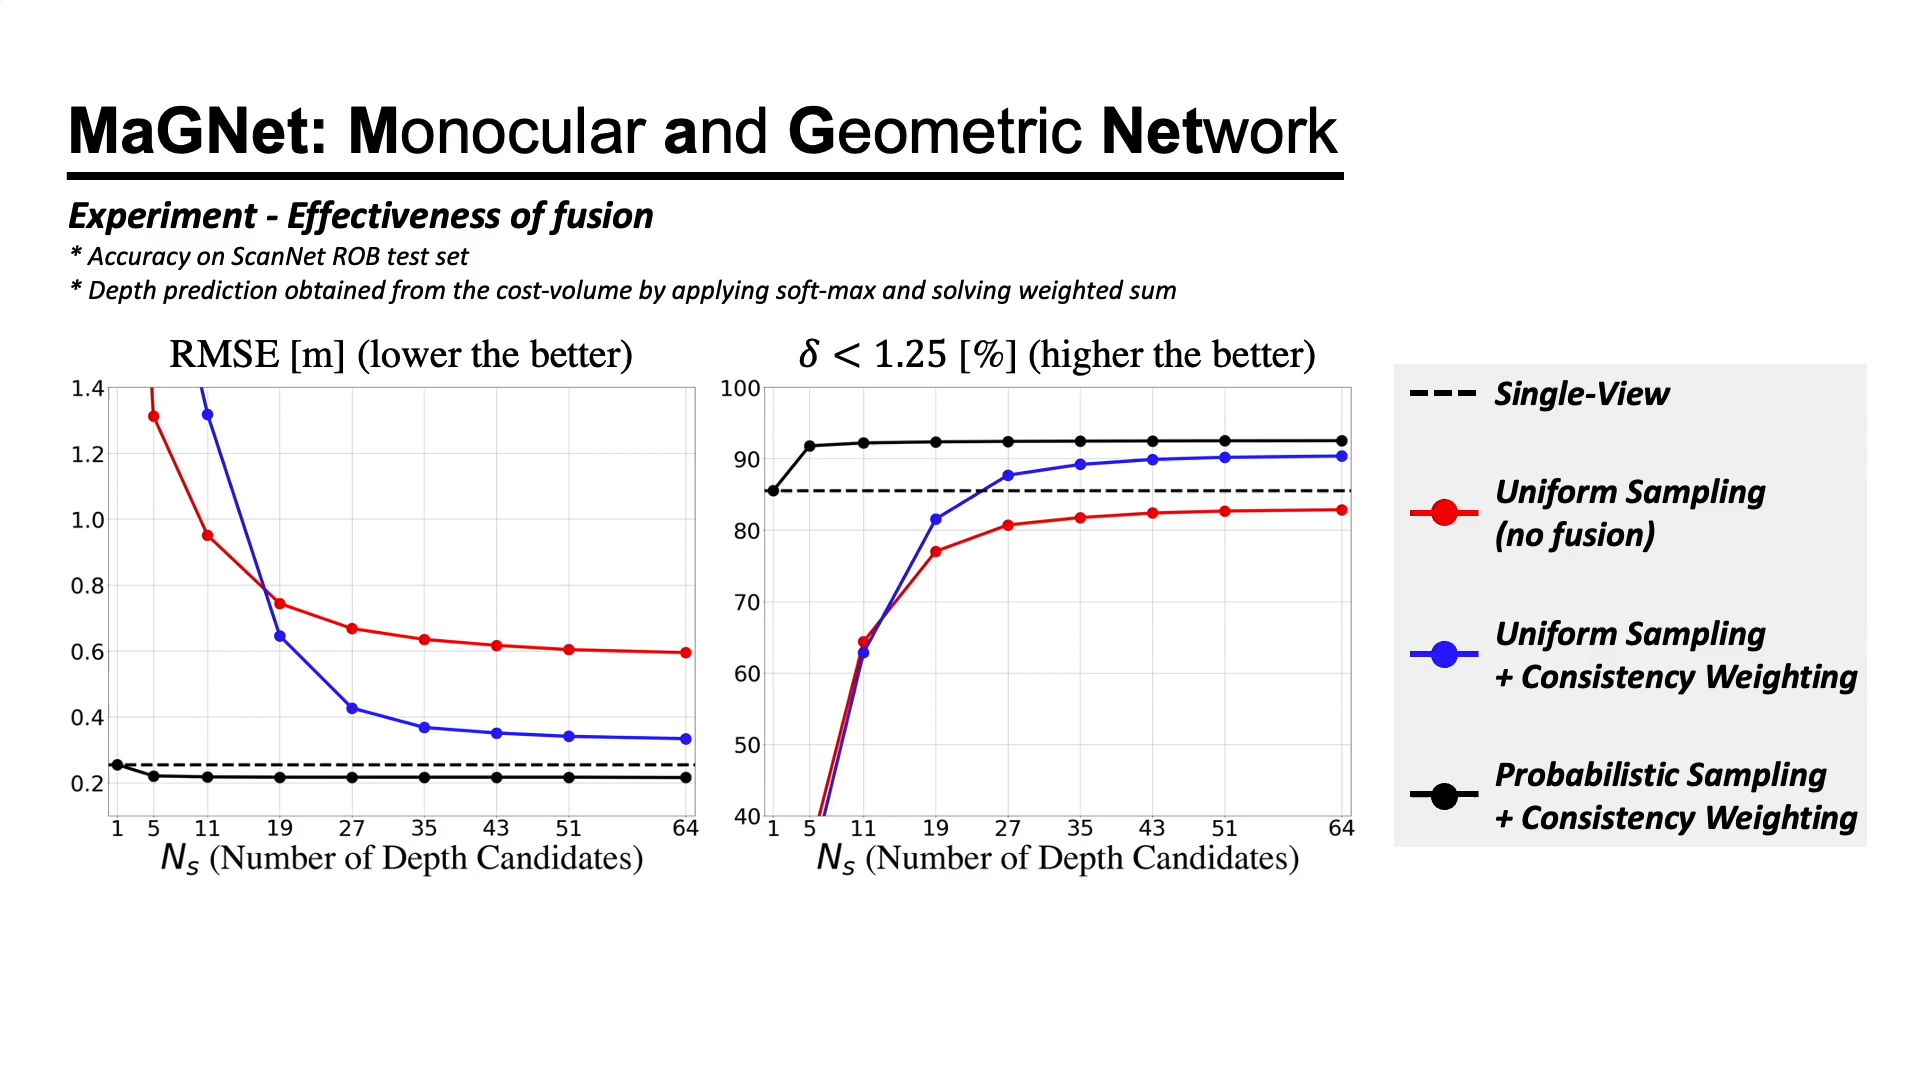 MaGNet: Monocular and Geometric Network
Experiment - Effectiveness of fusion
* Accuracy on ScanNet ROB test set
* Depth prediction obtained from the cost-volume by applying soft-max and solving weighted sum
RMSE [m] (lower the better)
1.4
1.2
1.0
0.8
0.6
0.4
0.2
1 5 11 19 27 35 43 51 64
Ns (Number of Depth Candidates)
δ < 1.25 [%] (higher the better)
100
90
80
70
60
50
40
1 5 11 19 27 35 43 51 64
Ns (Number of Depth Candidates)
Single-View
Uniform Sampling
(no fusion)
Uniform Sampling
+ Consistency Weighting
Probabilistic Sampling
+ Consistency Weighting